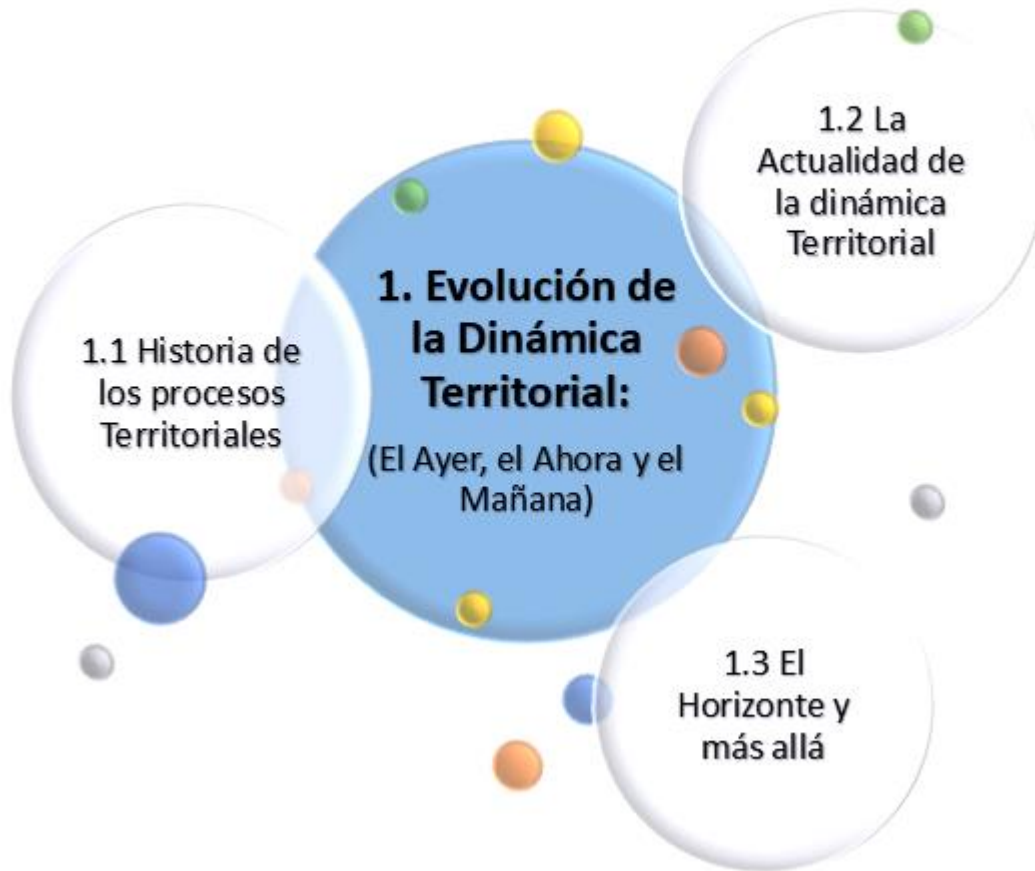 1. Evolución de
la Dinámica
Territorial:
(El Ayer, el Ahora y el
Mañana)
1.1 Historia de
los procesos
Territoriales
1.2 La
Actualidad de
la dinámica
Territorial
1.3 El
Horizonte y
más allá